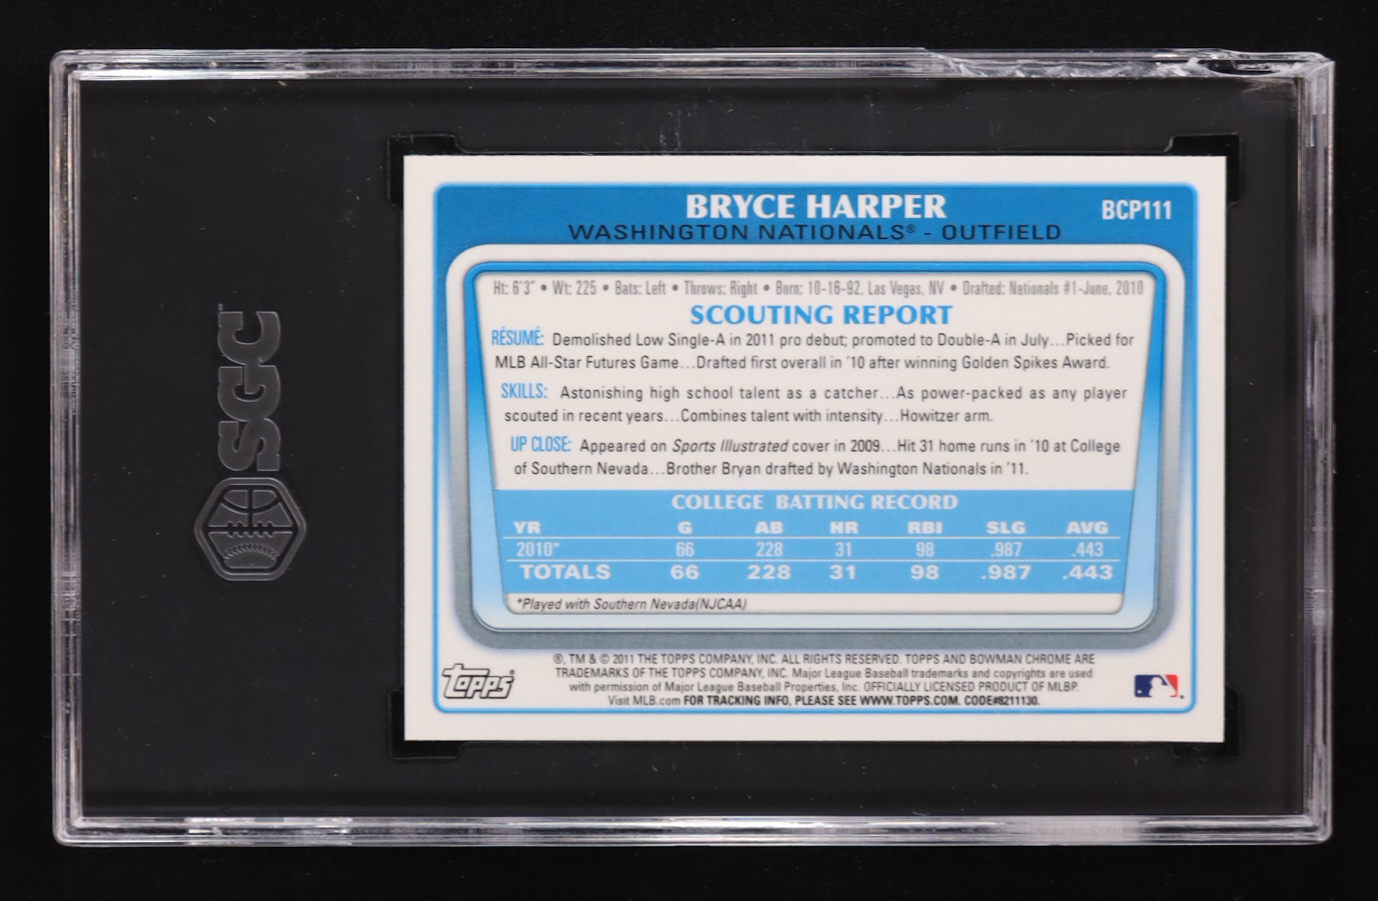 SGC
BRYCE HARPER
BCP111
WASHINGTON NATIONALS® - OUTFIELD
Ht: 6'3" • Wt: 225 • Bats: Left • Throws: Right • Born: 10-16-92, Las Vegas, NV • Drafted: Nationals #1-June, 2010
SCOUTING REPORT
RÉSUMÉ: Demolished Low Single-A in 2011 pro debut; promoted to Double-A in July...Picked for
MLB All-Star Futures Game...Drafted first overall in '10 after winning Golden Spikes Award.
SKILLS: Astonishing high school talent as a catcher...As power-packed as any player
scouted in recent years...Combines talent with intensity...Howitzer arm.
UP CLOSE: Appeared on Sports Illustrated cover in 2009...Hit 31 home runs in '10 at College
of Southern Nevada...Brother Bryan drafted by Washington Nationals in '11.
COLLEGE BATTING RECORD
YR G AB HR RBI SLG AVG
2010* 66 228 31 98 .987 .443
TOTALS 66 228 31 98 .987 .443
*Played with Southern Nevada(NJCAA)
Topps®
®, TM & © 2011 THE TOPPS COMPANY, INC. ALL RIGHTS RESERVED. TOPPS AND BOWMAN CHROME ARE
TRADEMARKS OF THE TOPPS COMPANY, INC. Major League Baseball trademarks and copyrights are used
with permission of Major League Baseball Properties, Inc. OFFICIALLY LICENSED PRODUCT OF MLBP.
Visit MLB.com FOR TRACKING INFO, PLEASE SEE WWW.TOPPS.COM. CODE#8211130.